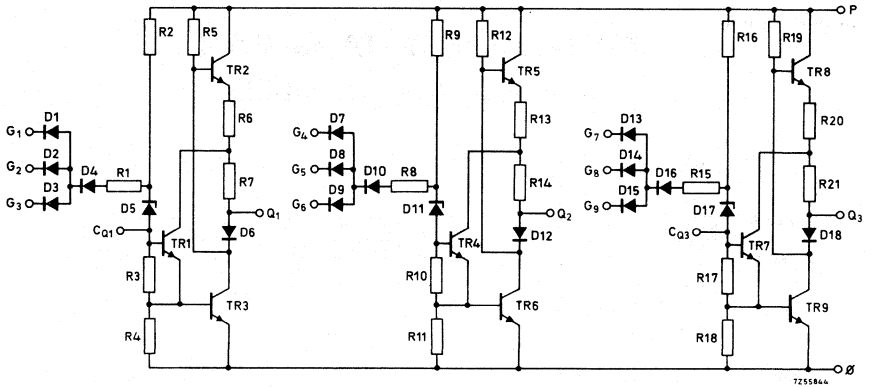 P
R2
R5
R9
R12
R16
R19
TR2
TR5
TR8
R6
R13
R20
D1
G1
D7
G4
D13
G7
D2
G2
D4
R1
D8
G5
D10
R8
D14
G8
D16
R15
D3
G3
D9
G6
D15
G9
R7
R14
R21
D5
D11
D17
Q1
Q2
Q3
CQ1
CQ3
TR1
D6
TR4
D12
TR7
D18
R3
R10
R17
TR3
TR6
TR9
R4
R11
R18
Ø
7Z55844